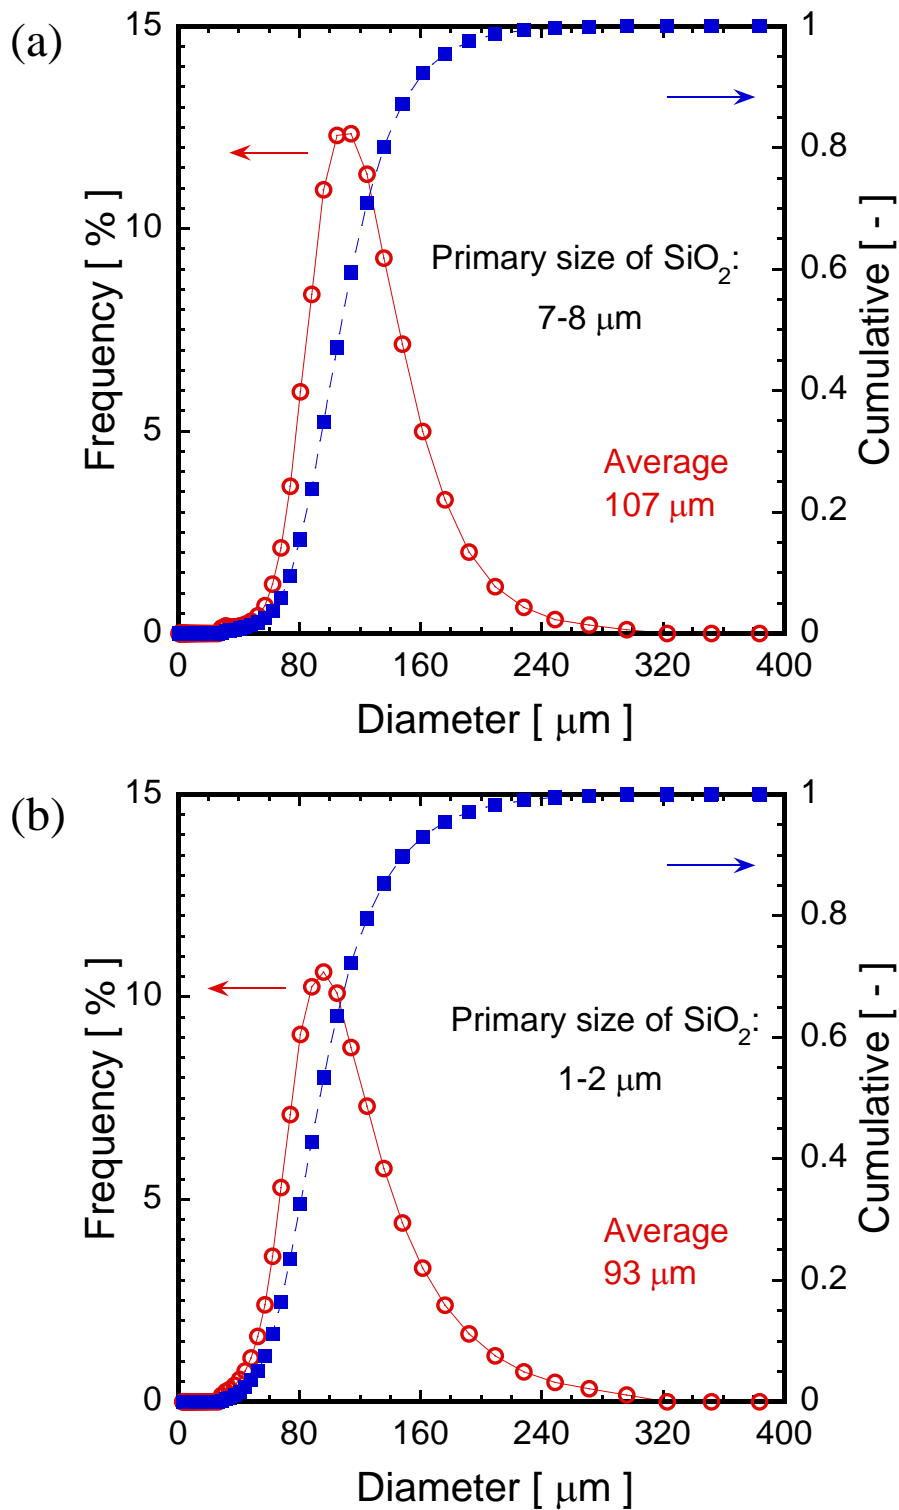 (a)
15
10
5
0
Frequency [ % ]
1
0.8
0.6
0.4
0.2
0
Cumulative [ - ]
Primary size of SiO₂:
7-8 μm
Average
107 μm
0 80 160 240 320 400
Diameter [ μm ]
(b)
15
10
5
0
Frequency [ % ]
1
0.8
0.6
0.4
0.2
0
Cumulative [ - ]
Primary size of SiO₂:
1-2 μm
Average
93 μm
0 80 160 240 320 400
Diameter [ μm ]